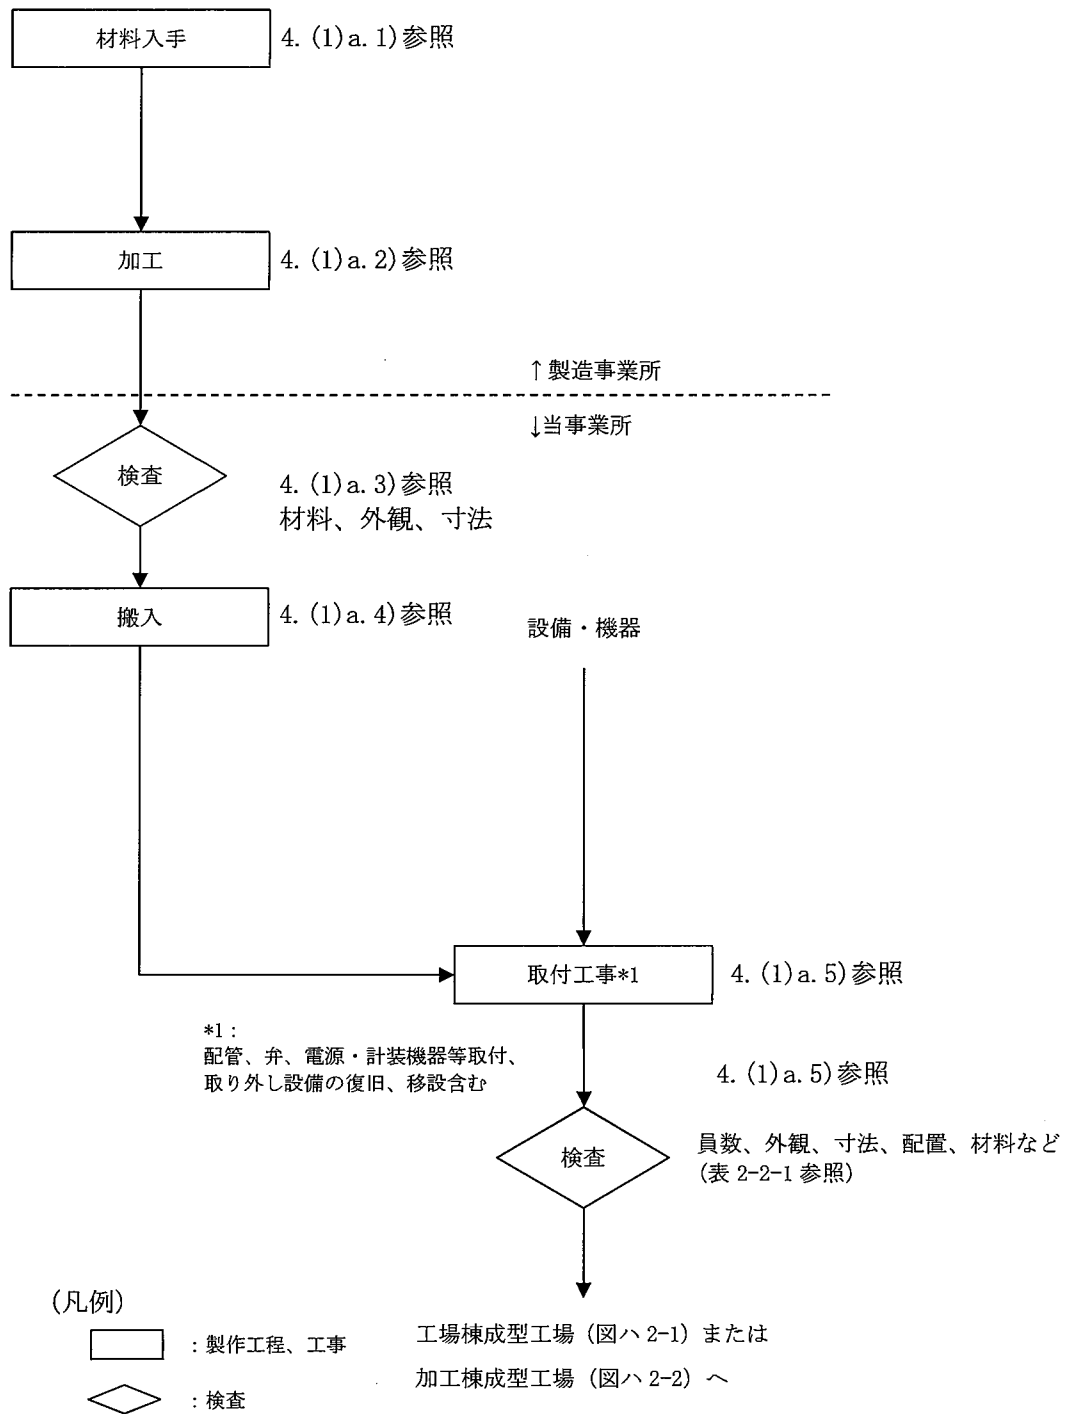 材料入手
4.(1)a.1)参照
加工
4.(1)a.2)参照
↑製造事業所
↓当事業所
検査
4.(1)a.3)参照
材料、外観、寸法
搬入
4.(1)a.4)参照
設備・機器
取付工事*1
4.(1)a.5)参照
*1：
配管、弁、電源・計装機器等取付、
取り外し設備の復旧、移設含む
4.(1)a.5)参照
検査
員数、外観、寸法、配置、材料など
(表 2-2-1 参照)
(凡例)
：製作工程、工事
：検査
工場棟成型工場（図ハ 2-1）または
加工棟成型工場（図ハ 2-2）へ